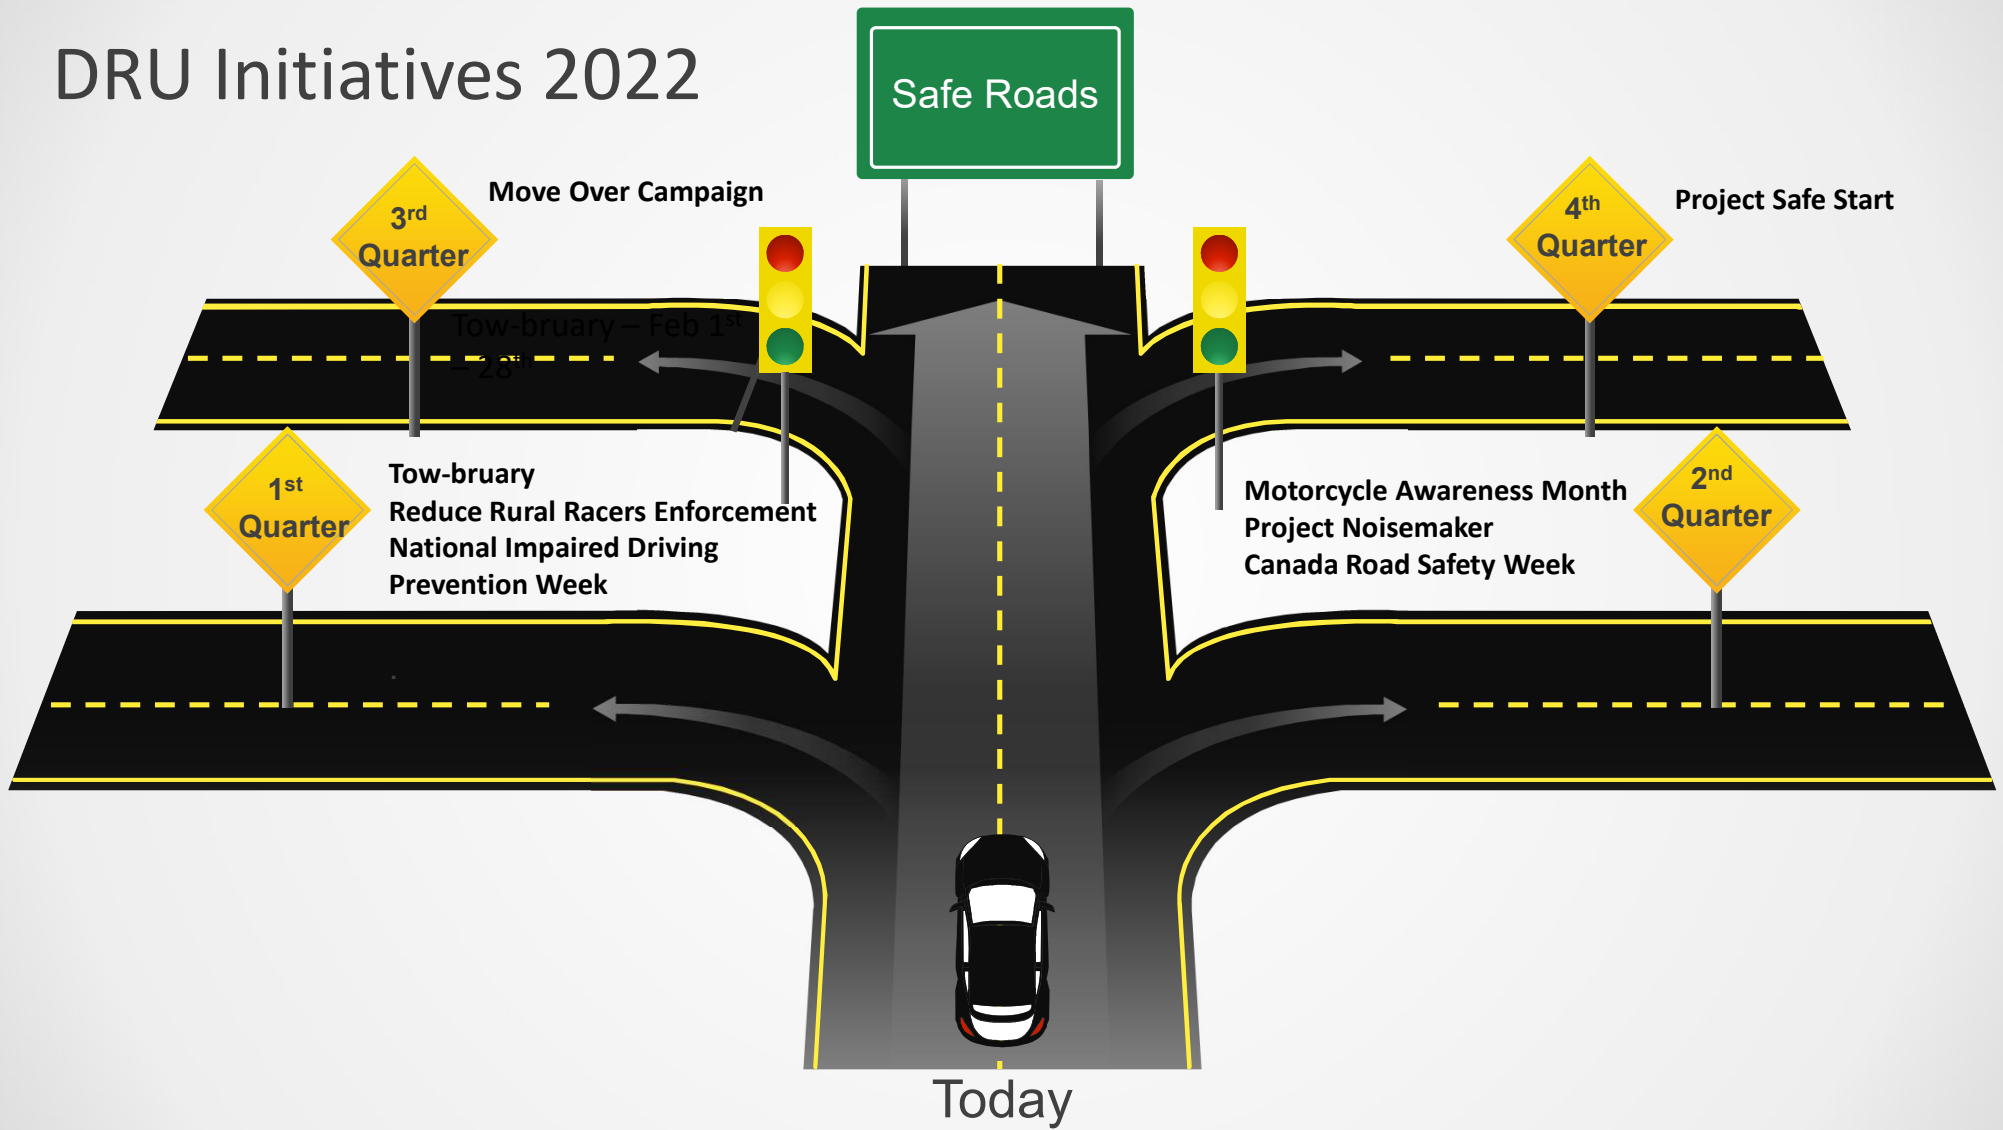 DRU Initiatives 2022
Safe Roads
3rd
Quarter
Move Over Campaign
4th
Quarter
Project Safe Start
Tow-bruary – Feb 1st
– 28th
1st
Quarter
Tow-bruary
Reduce Rural Racers Enforcement
National Impaired Driving
Prevention Week
Motorcycle Awareness Month
Project Noisemaker
Canada Road Safety Week
2nd
Quarter
Today